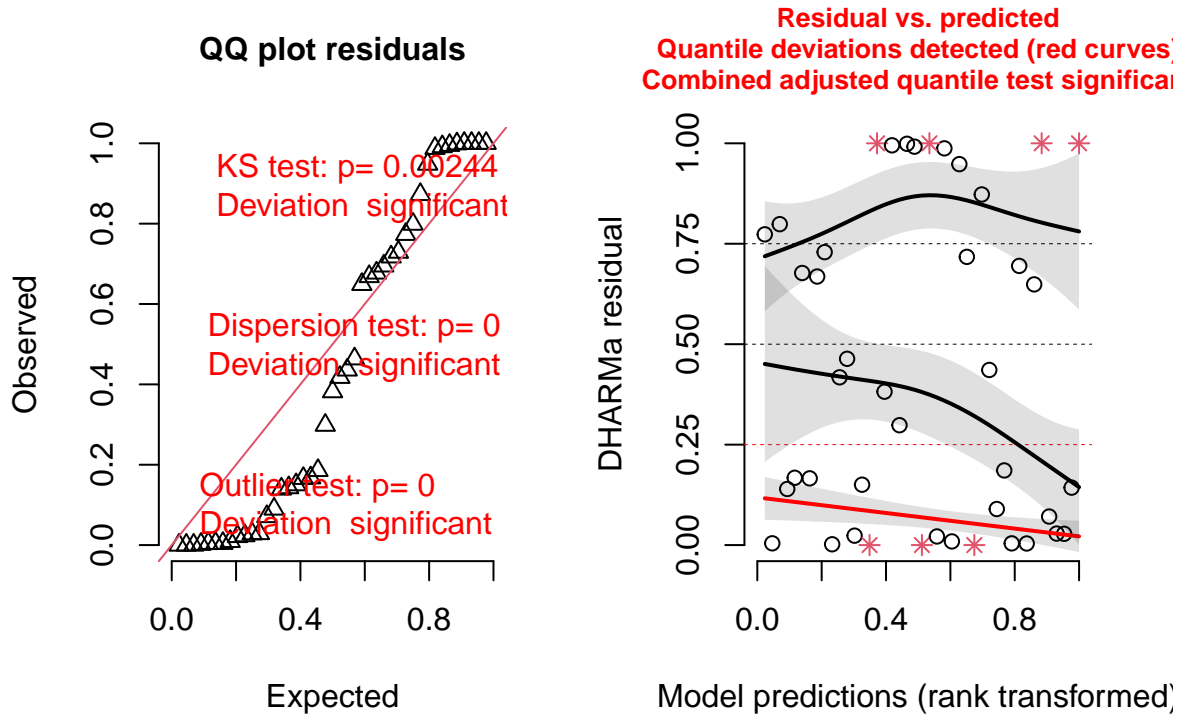 QQ plot residuals
KS test: p= 0.00244
Deviation  significant
Dispersion test: p= 0
Deviation  significant
Outlier test: p= 0
Deviation  significant
Observed
0.0 0.2 0.4 0.6 0.8 1.0
0.0 0.4 0.8
Expected
Residual vs. predicted
Quantile deviations detected (red curves)
Combined adjusted quantile test significan
DHARMa residual
0.00 0.25 0.50 0.75 1.00
0.0 0.4 0.8
Model predictions (rank transformed)